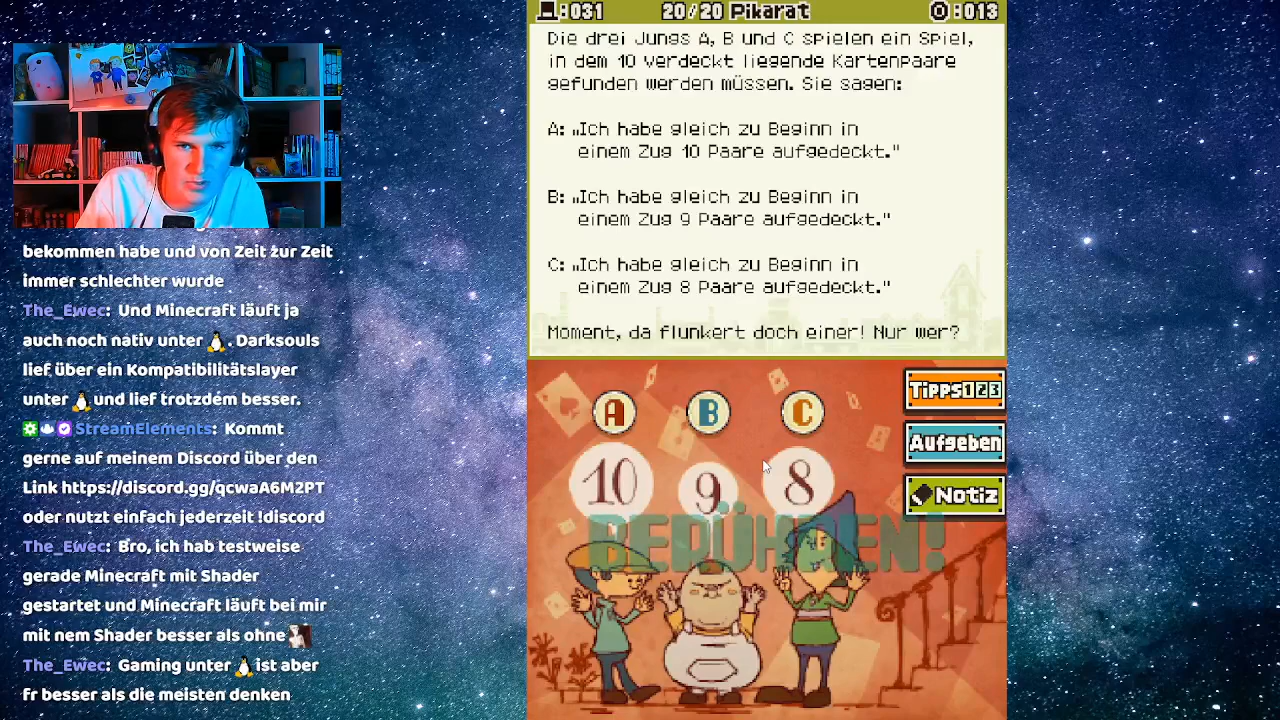 bekommen habe und von Zeit zur Zeit
immer schlechter wurde
The_Ewec: Und Minecraft läuft ja
auch noch nativ unter 🐧. Darksouls
lief über ein Kompatibilitätslayer
unter 🐧 und lief trotzdem besser.
StreamElements: Kommt
gerne auf meinem Discord über den
Link https://discord.gg/qcwaA6M2PT
oder nutzt einfach jederzeit !discord
The_Ewec: Bro, ich hab testweise
gerade Minecraft mit Shader
gestartet und Minecraft läuft bei mir
mit nem Shader besser als ohne
The_Ewec: Gaming unter 🐧 ist aber
fr besser als die meisten denken
:031 20/20 Pikarat :013
Die drei Jungs A, B und C spielen ein Spiel,
in dem 10 verdeckt liegende Kartenpaare
gefunden werden müssen. Sie sagen:
A: „Ich habe gleich zu Beginn in
einem Zug 10 Paare aufgedeckt."
B: „Ich habe gleich zu Beginn in
einem Zug 9 Paare aufgedeckt."
C: „Ich habe gleich zu Beginn in
einem Zug 8 Paare aufgedeckt."
Moment, da flunkert doch einer! Nur wer?
A B C
10 9 8
BERÜHREN!
Tipps123
Aufgeben
Notiz